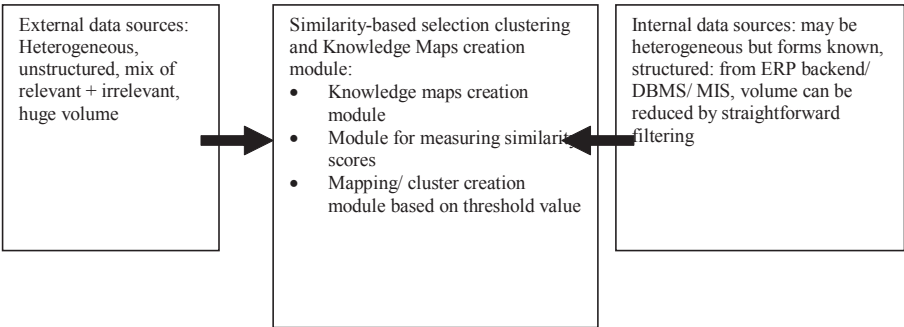 External data sources:
Heterogeneous,
unstructured, mix of
relevant + irrelevant,
huge volume
Similarity-based selection clustering
and Knowledge Maps creation
module:
• Knowledge maps creation
module
• Module for measuring similarity
scores
• Mapping/ cluster creation
module based on threshold value
Internal data sources: may be
heterogeneous but forms known,
structured: from ERP backend/
DBMS/ MIS, volume can be
reduced by straightforward
filtering